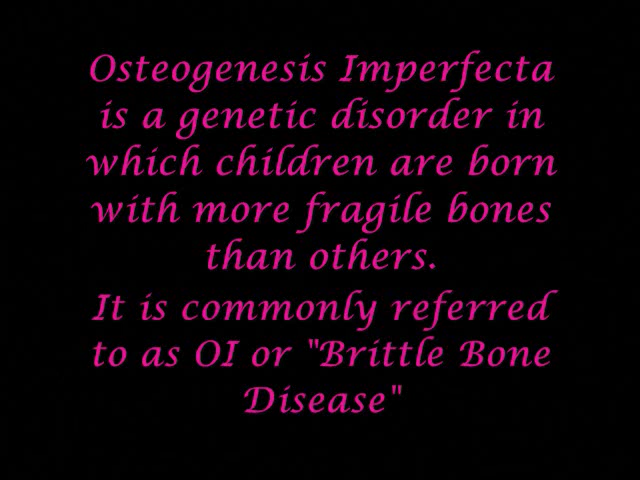 Osteogenesis Imperfecta
is a genetic disorder in
which children are born
with more fragile bones
than others.
It is commonly referred
to as OI or "Brittle Bone
Disease"